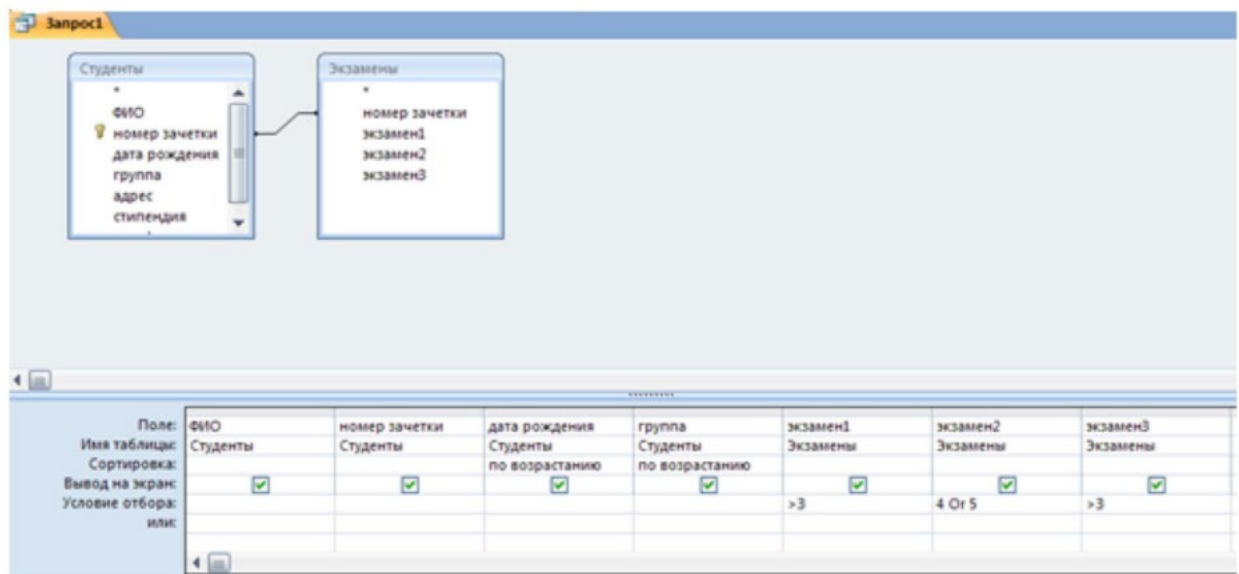 Запрос1
Студенты
*
ФИО
номер зачетки
дата рождения
группа
адрес
стипендия
Экзамены
*
номер зачетки
экзамен1
экзамен2
экзамен3
Поле: ФИО номер зачетки дата рождения группа экзамен1 экзамен2 экзамен3
Имя таблицы: Студенты Студенты Студенты Студенты Экзамены Экзамены Экзамены
Сортировка: по возрастанию по возрастанию
Вывод на экран:
Условие отбора: >3 4 Or 5 >3
или: